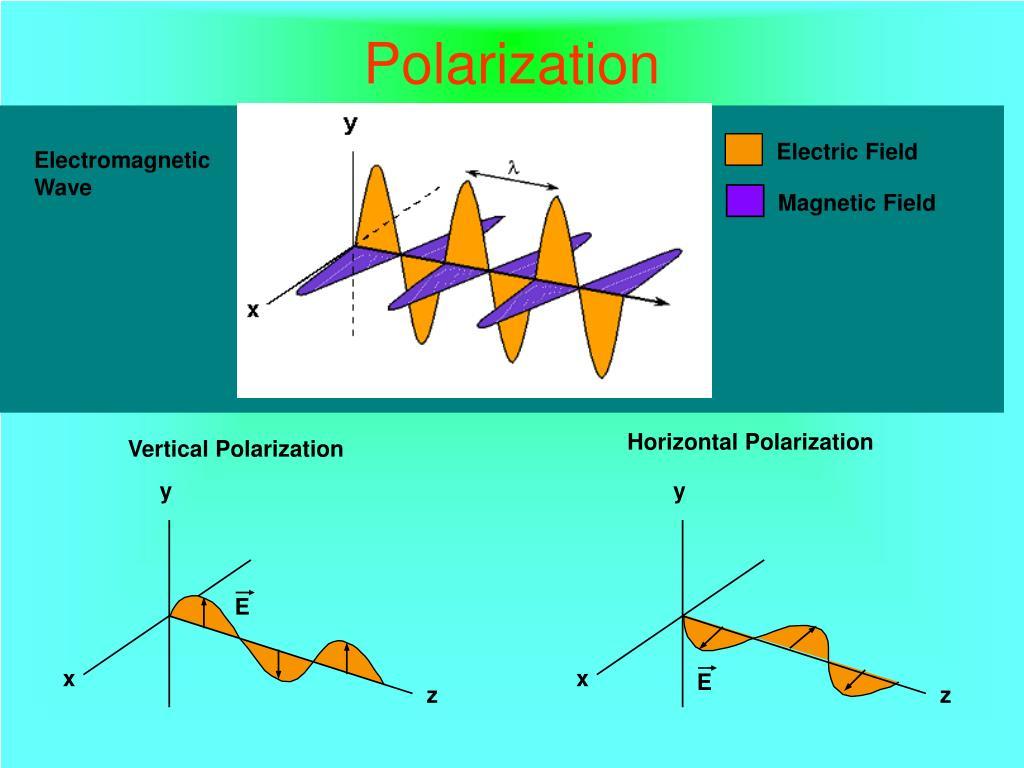 Polarization
Electromagnetic
Wave
y
λ
x
Electric Field
Magnetic Field
Vertical Polarization
y
E
x
z
Horizontal Polarization
y
E
x
z